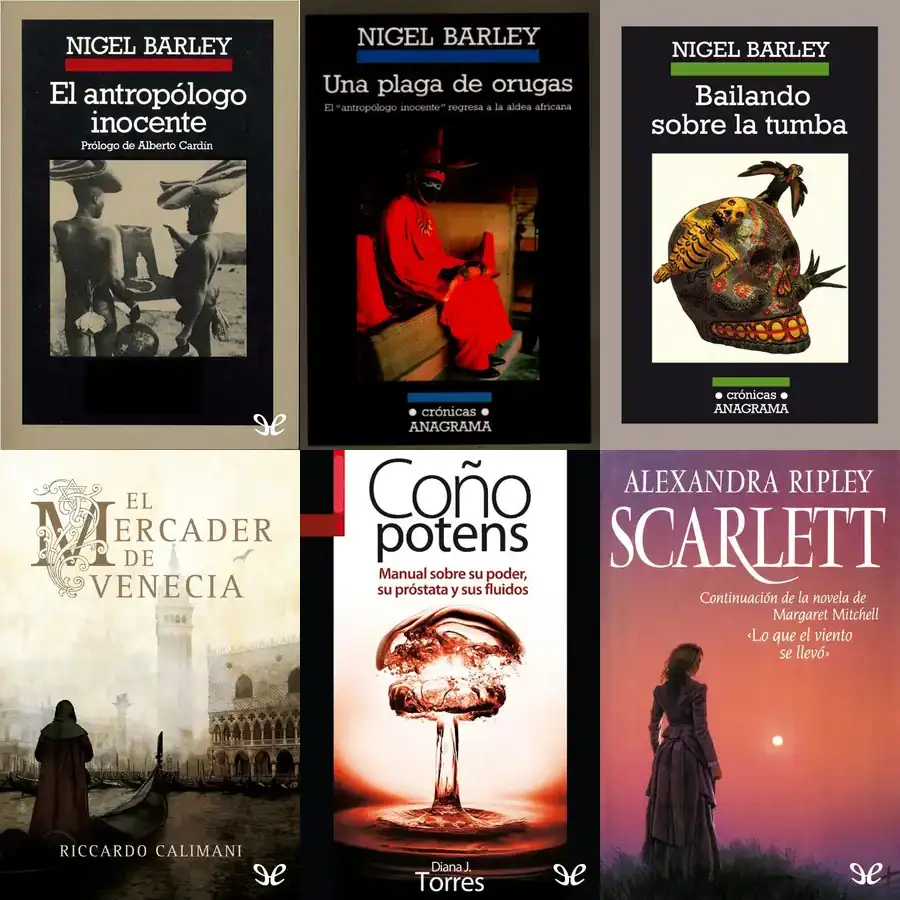 NIGEL BARLEY
El antropólogo
inocente
Prólogo de Alberto Cardín
NIGEL BARLEY
Una plaga de orugas
El "antropólogo inocente" regresa a la aldea africana
crónicas
ANAGRAMA
NIGEL BARLEY
Bailando
sobre la tumba
crónicas
ANAGRAMA
EL
MERCADER
DE
VENECIA
RICCARDO CALIMANI
Coño
potens
Manual sobre su poder,
su próstata y sus fluidos
Diana J.
Torres
ALEXANDRA RIPLEY
SCARLETT
Continuación de la novela de
Margaret Mitchell
‹Lo que el viento
se llevó›